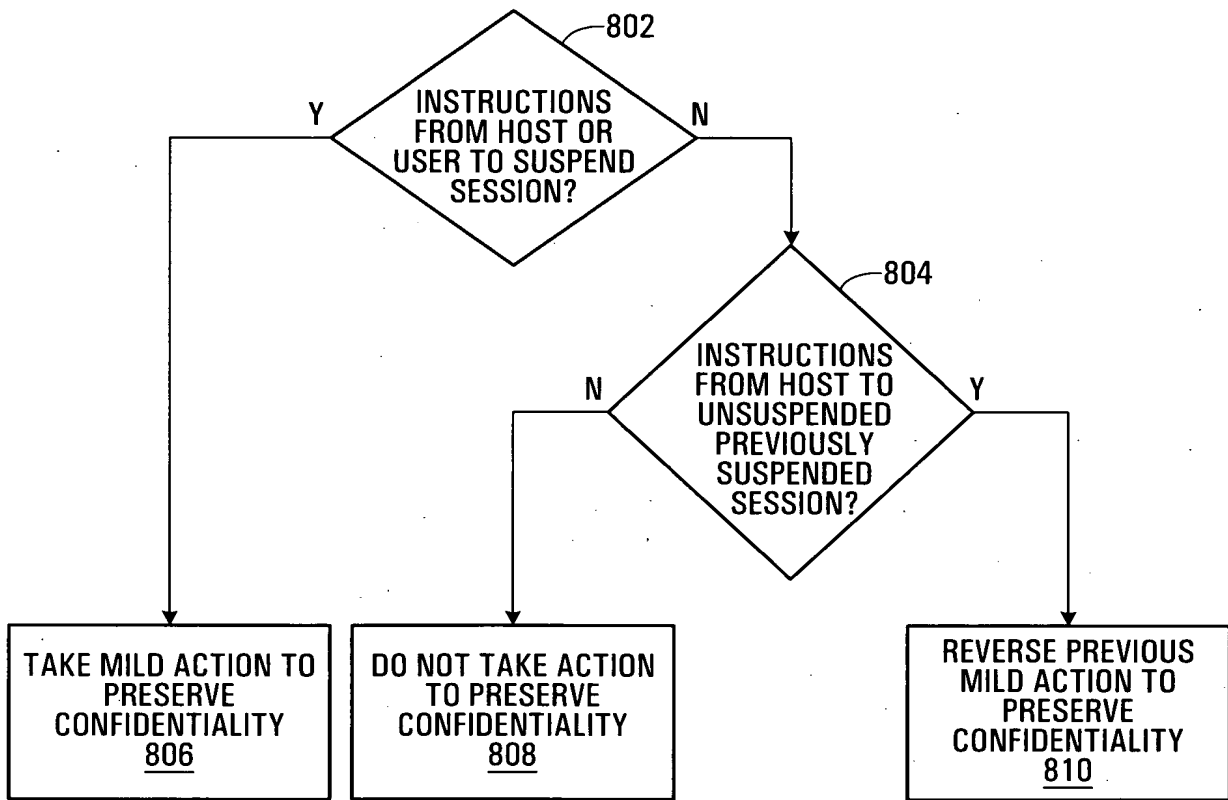 802
Y
INSTRUCTIONS
FROM HOST OR
USER TO SUSPEND
SESSION?
N
804
N
INSTRUCTIONS
FROM HOST TO
UNSUSPENDED
PREVIOUSLY
SUSPENDED
SESSION?
Y
TAKE MILD ACTION TO
PRESERVE
CONFIDENTIALITY
806
DO NOT TAKE ACTION
TO PRESERVE
CONFIDENTIALITY
808
REVERSE PREVIOUS
MILD ACTION TO
PRESERVE
CONFIDENTIALITY
810